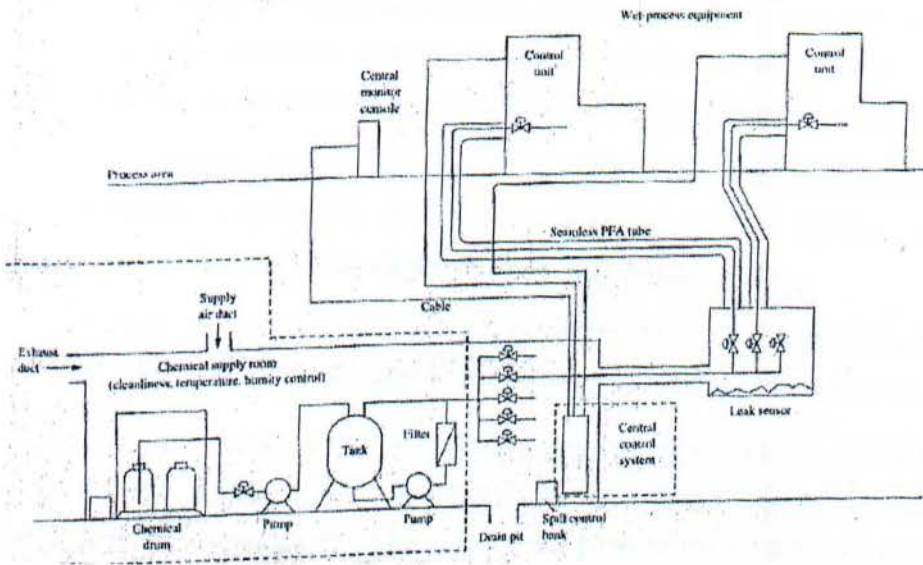 Wet-process equipment
Central
monitor
console
Control
unit
Control
unit
Process area
Seamless PFA tube
Supply
air duct
Cable
Exhaust
duct
Chemical supply room
(cleanliness, temperature, humity control)
Leak sensor
Tank
Filter
Central
control
system
Pump
Pump
Chemical
drum
Drain pit
Spill control
bank